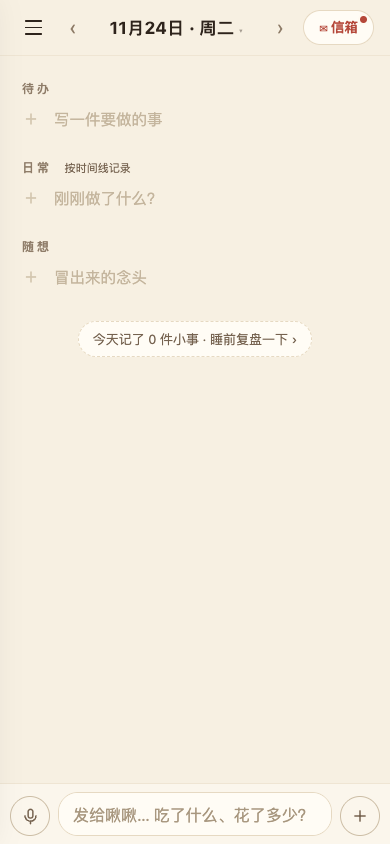 11月24日 · 周二
信箱
待办
写一件要做的事
日常 按时间线记录
刚刚做了什么?
随想
冒出来的念头
今天记了 0 件小事 · 睡前复盘一下 ›
发给啾啾... 吃了什么、花了多少?